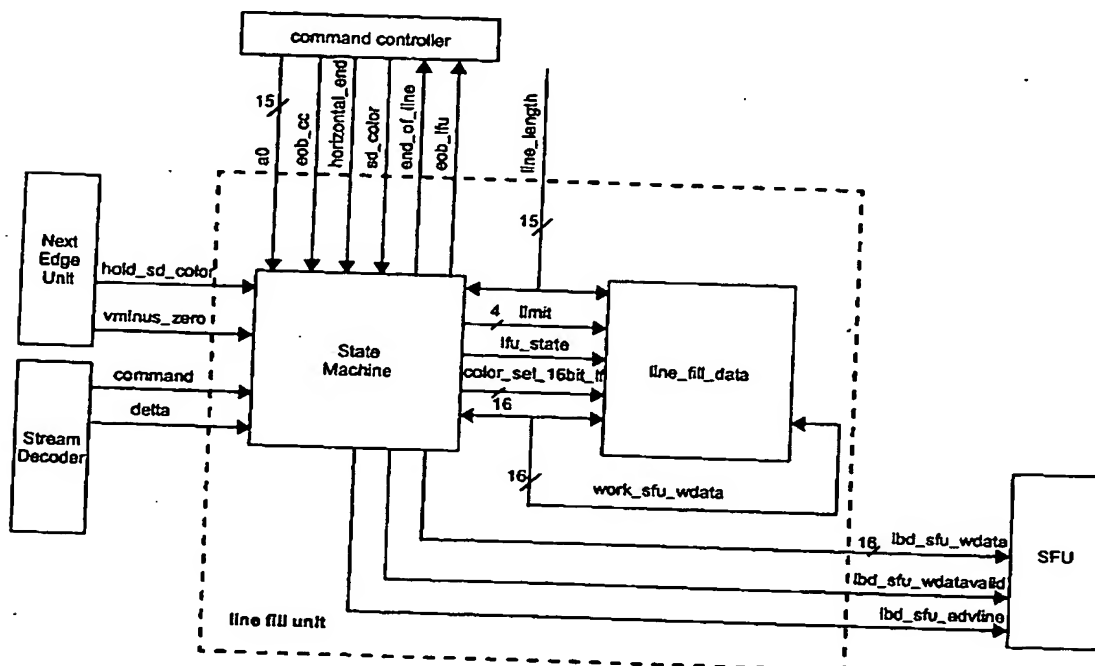 command controller
15
a0
eob_cc
horizontal_end
sd_color
end_of_line
eob_lfu
line_length
15
Next
Edge
Unit
hold_sd_color
vminus_zero
Stream
Decoder
command
delta
State
Machine
4
limit
lfu_state
color_sel_16bit_lf
16
line_fill_data
16
work_sfu_wdata
16
lbd_sfu_wdata
lbd_sfu_wdatavalid
lbd_sfu_advline
SFU
line fill unit